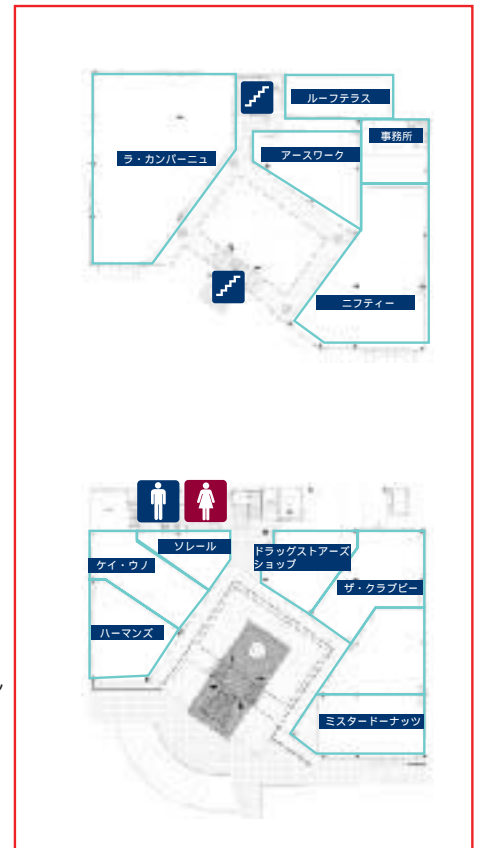 ルーフテラス
事務所
アースワーク
ラ・カンパーニュ
ニフティー
ソレール
ドラッグストアーズ
ショップ
ケイ・ウノ
ザ・クラブビー
ハーマンズ
ミスタードーナッツ